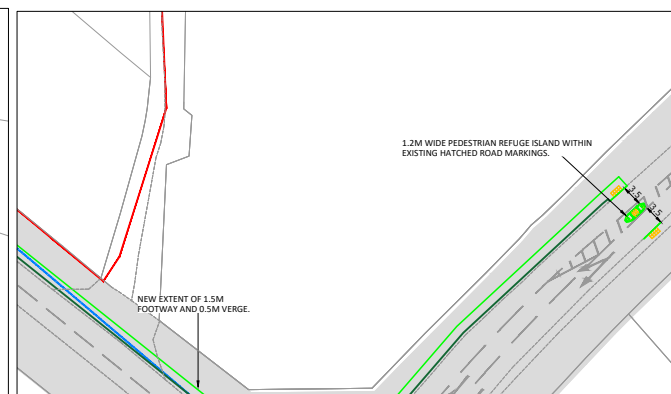 1.2M WIDE PEDESTRIAN REFUGE ISLAND WITHIN
EXISTING HATCHED ROAD MARKINGS.
3.5
3.5
NEW EXTENT OF 1.5M
FOOTWAY AND 0.5M VERGE.